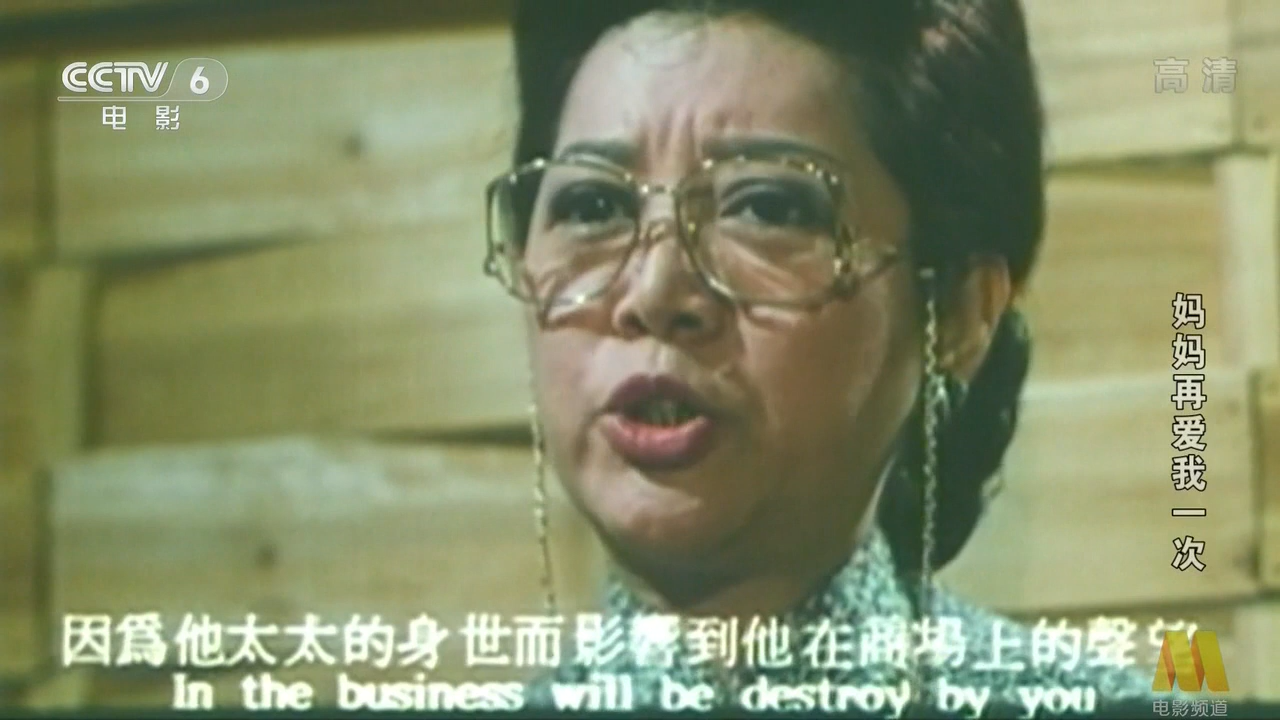 CCTV 6
电影
高清
妈妈再爱我一次
因爲他太太的身世而影響到他在商場上的聲望
In the business will be destroy by you
电影频道